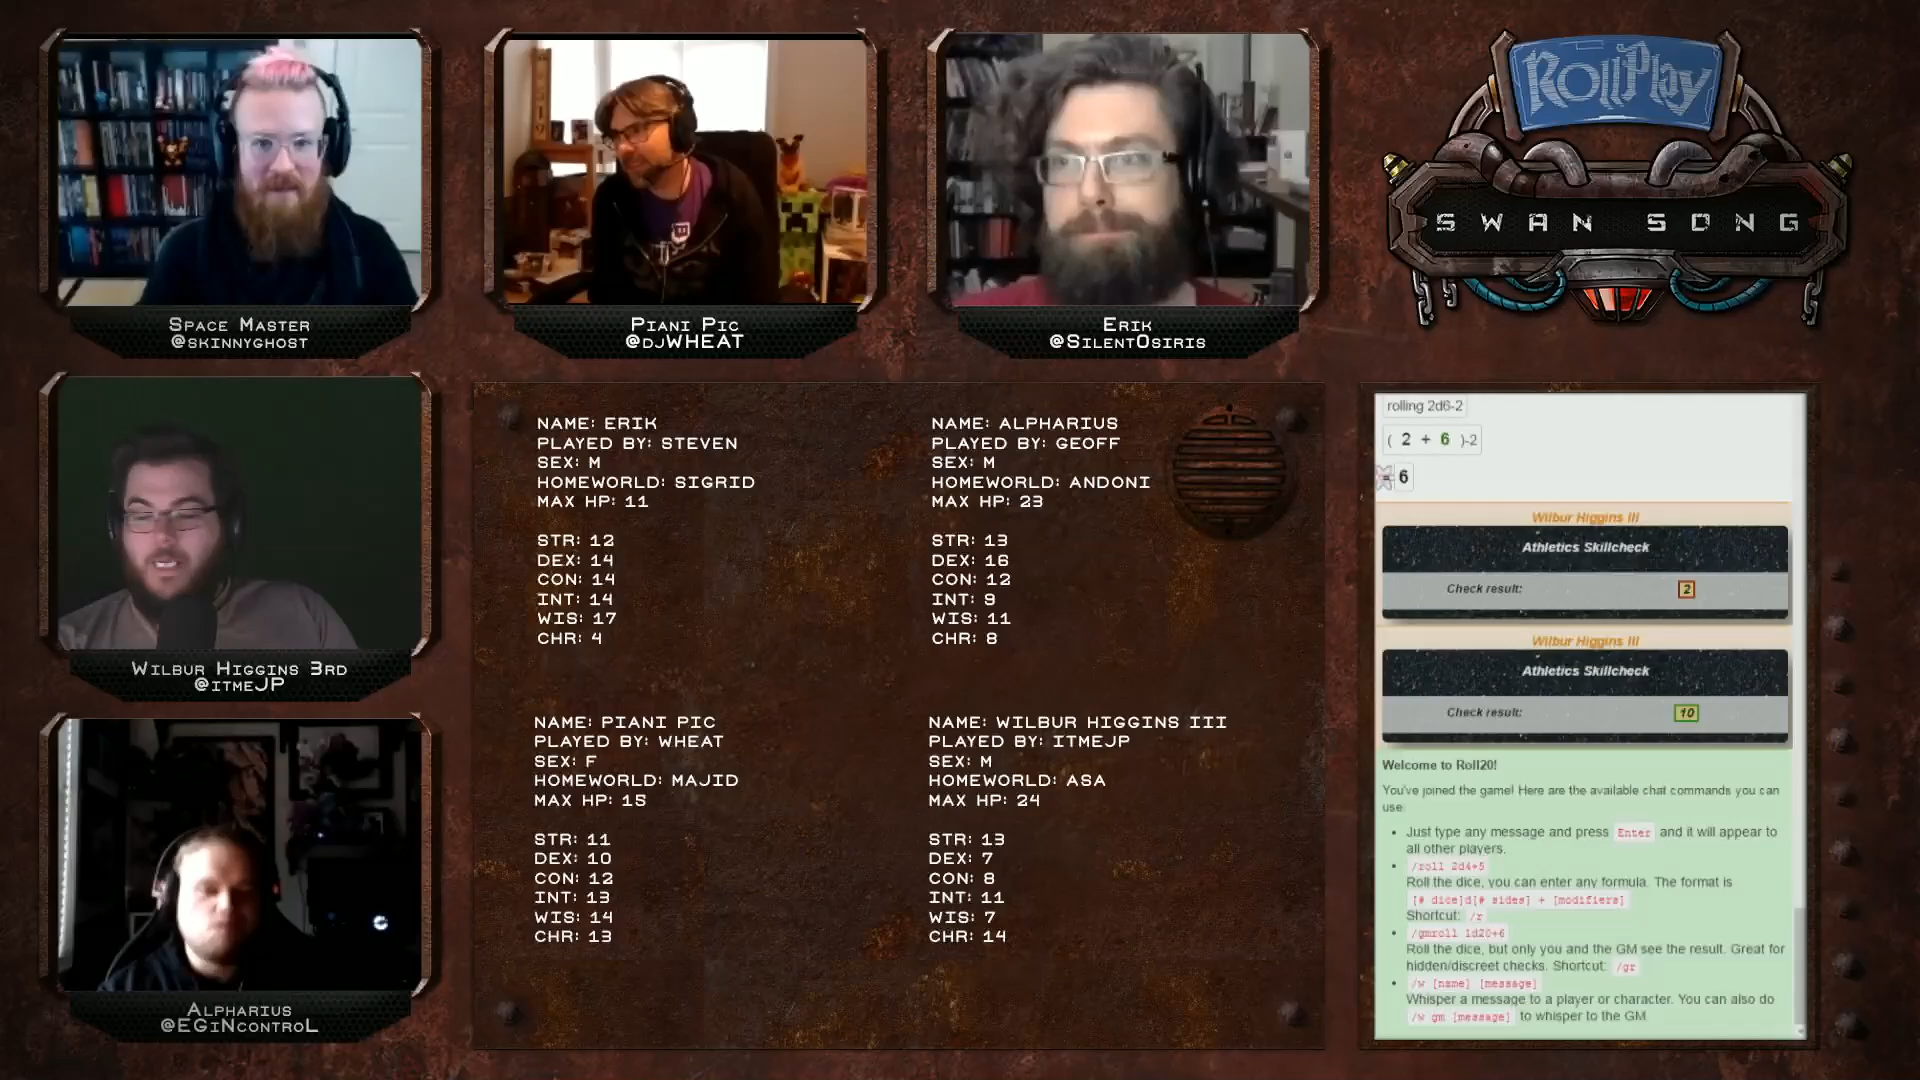 RollPlay
SWAN SONG
Space Master
@skinnyghost
Piani Pic
@djWHEAT
Erik
@SilentOsiris
Wilbur Higgins 3rd
@itmeJP
Alpharius
@EGiNcontroL
NAME: ERIK
PLAYED BY: STEVEN
SEX: M
HOMEWORLD: SIGRID
MAX HP: 11
STR: 12
DEX: 14
CON: 14
INT: 14
WIS: 17
CHR: 4
NAME: ALPHARIUS
PLAYED BY: GEOFF
SEX: M
HOMEWORLD: ANDONI
MAX HP: 23
STR: 13
DEX: 16
CON: 12
INT: 9
WIS: 11
CHR: 8
NAME: PIANI PIC
PLAYED BY: WHEAT
SEX: F
HOMEWORLD: MAJID
MAX HP: 15
STR: 11
DEX: 10
CON: 12
INT: 13
WIS: 14
CHR: 13
NAME: WILBUR HIGGINS III
PLAYED BY: ITMEJP
SEX: M
HOMEWORLD: ASA
MAX HP: 24
STR: 13
DEX: 7
CON: 8
INT: 11
WIS: 7
CHR: 14
rolling 2d6-2
( 2 + 6 )-2
= 6
Wilbur Higgins III
Athletics Skillcheck
Check result: 2
Wilbur Higgins III
Athletics Skillcheck
Check result: 10
Welcome to Roll20!
You've joined the game! Here are the available chat commands you can
use:
• Just type any message and press Enter and it will appear to
all other players.
• /roll 2d4+5
Roll the dice, you can enter any formula. The format is
[# dice]d[# sides] + [modifiers]
Shortcut: /r
• /gmroll 1d20+6
Roll the dice, but only you and the GM see the result. Great for
hidden/discreet checks. Shortcut: /gr
• /w [name] [message]
Whisper a message to a player or character. You can also do
/w gm [message] to whisper to the GM